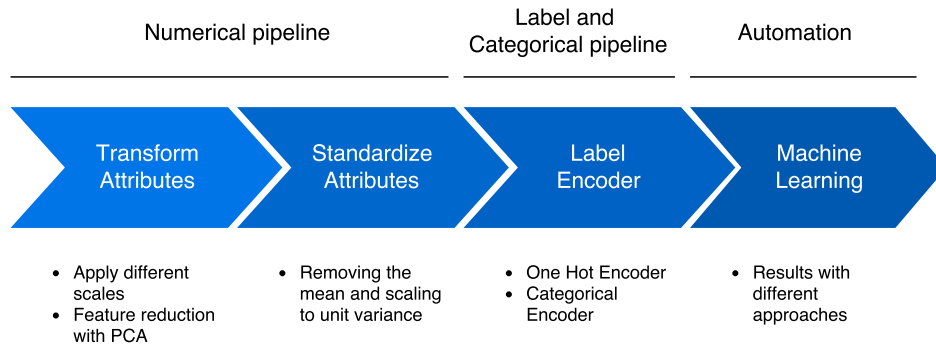 Numerical pipeline
Label and
Categorical pipeline
Automation
Transform
Attributes
Standardize
Attributes
Label
Encoder
Machine
Learning
• Apply different
scales
• Feature reduction
with PCA
• Removing the
mean and scaling
to unit variance
• One Hot Encoder
• Categorical
Encoder
• Results with
different
approaches